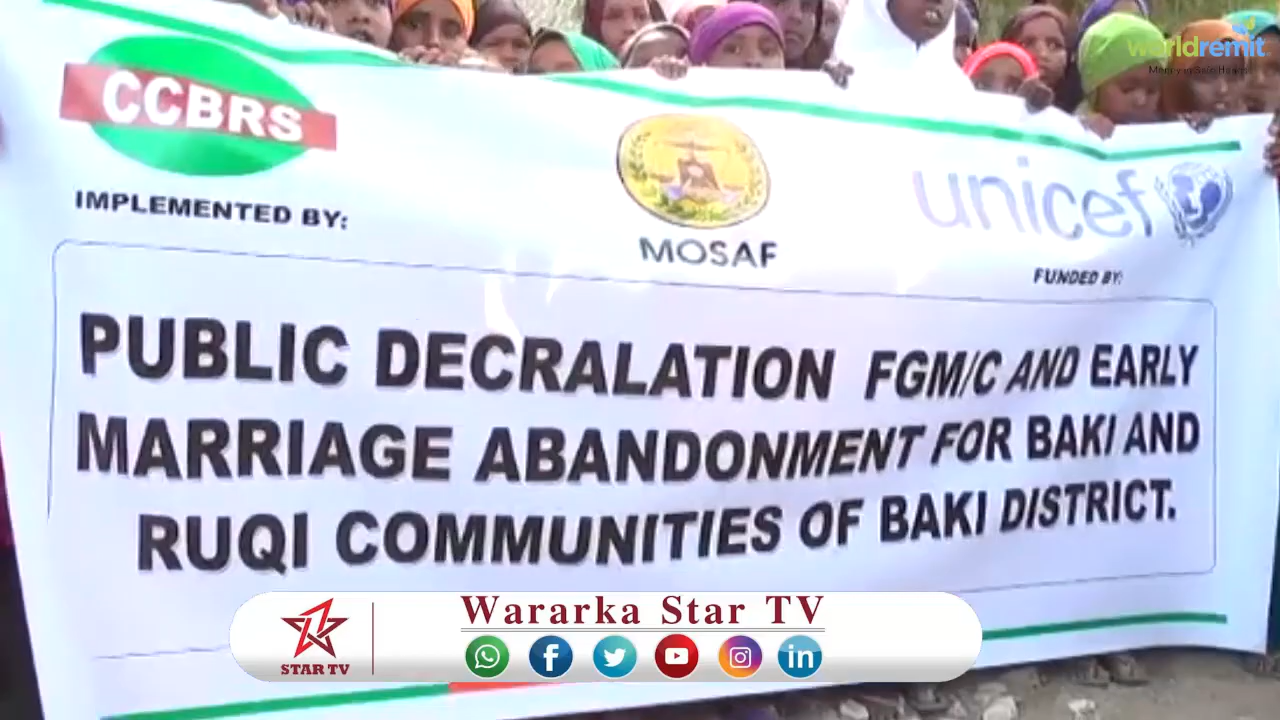 worldremit
CCBRS
IMPLEMENTED BY:
MOSAF
unicef
FUNDED BY:
PUBLIC DECRALATION FGM/C AND EARLY
MARRIAGE ABANDONMENT FOR BAKI AND
RUQI COMMUNITIES OF BAKI DISTRICT.
Wararka Star TV
STAR TV